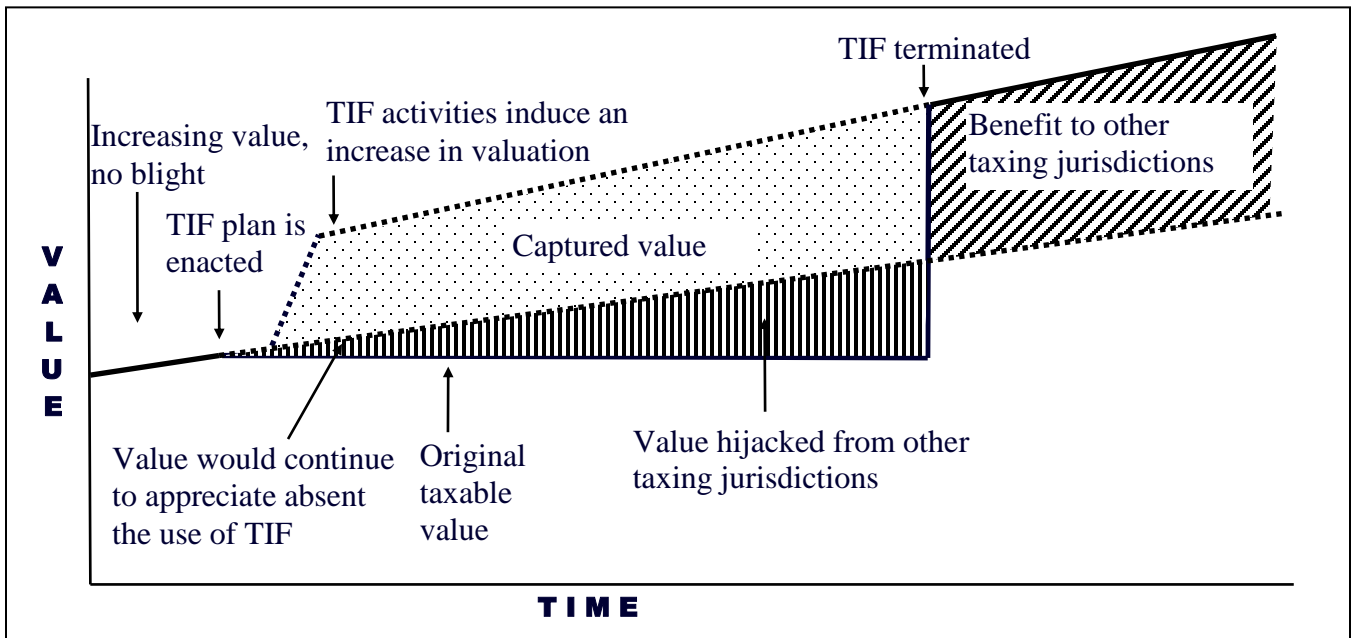 TIF terminated
TIF activities induce an
increase in valuation
Increasing value,
no blight
Benefit to other
taxing jurisdictions
TIF plan is
enacted
Captured value
VALUE
Value would continue
to appreciate absent
the use of TIF
Original
taxable
value
Value hijacked from other
taxing jurisdictions
TIME